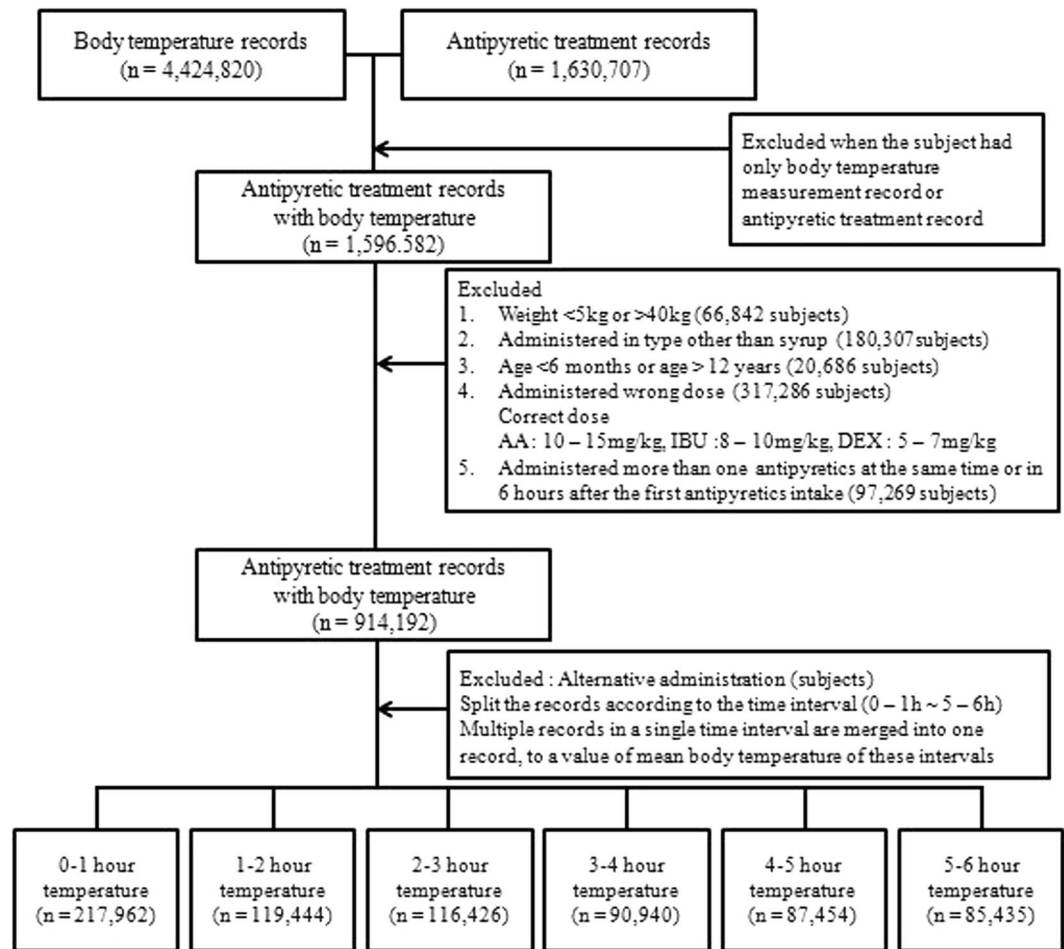 Body temperature records
(n = 4,424,820)
Antipyretic treatment records
(n = 1,630,707)
Excluded when the subject had
only body temperature
measurement record or
antipyretic treatment record
Antipyretic treatment records
with body temperature
(n = 1,596.582)
Excluded
1. Weight <5kg or >40kg (66,842 subjects)
2. Administered in type other than syrup (180,307subjects)
3. Age <6 months or age > 12 years (20,686 subjects)
4. Administered wrong dose (317,286 subjects)
Correct dose
AA : 10 – 15mg/kg, IBU :8 – 10mg/kg, DEX : 5 – 7mg/kg
5. Administered more than one antipyretics at the same time or in
6 hours after the first antipyretics intake (97,269 subjects)
Antipyretic treatment records
with body temperature
(n = 914,192)
Excluded : Alternative administration (subjects)
Split the records according to the time interval (0 – 1h ~ 5 – 6h)
Multiple records in a single time interval are merged into one
record, to a value of mean body temperature of these intervals
0-1 hour
temperature
(n = 217,962)
1-2 hour
temperature
(n = 119,444)
2-3 hour
temperature
(n = 116,426)
3-4 hour
temperature
(n = 90,940)
4-5 hour
temperature
(n = 87,454)
5-6 hour
temperature
(n = 85,435)